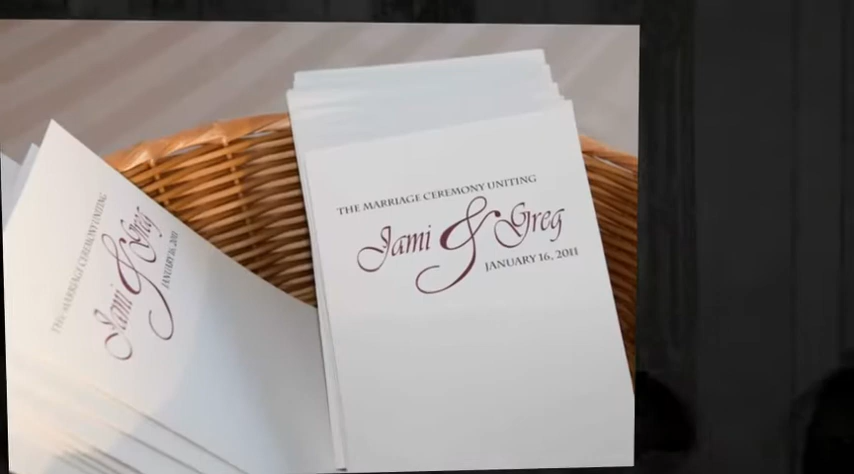 THE MARRIAGE CEREMONY UNITING
Jami & Greg
JANUARY 16, 2011
THE MARRIAGE CEREMONY UNITING
Jami & Greg
JANUARY 16, 2011